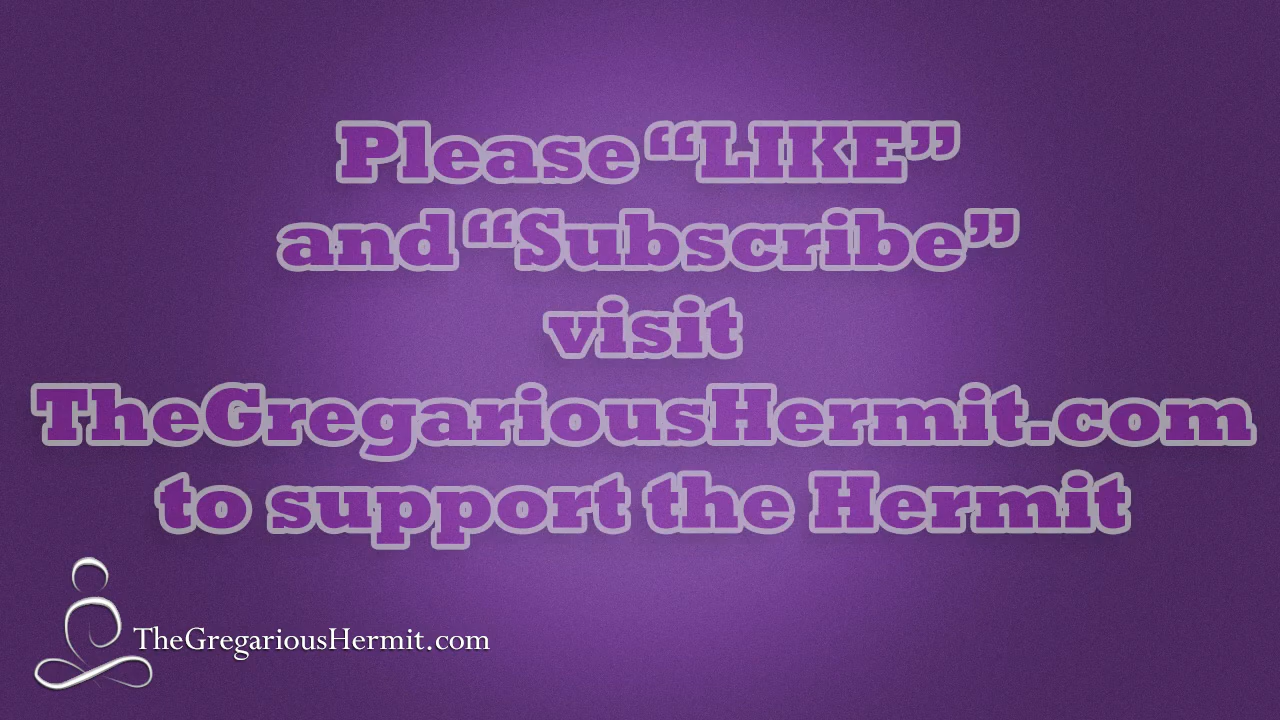 Please “LIKE”
and “Subscribe”
visit
TheGregariousHermit.com
to support the Hermit
TheGregariousHermit.com